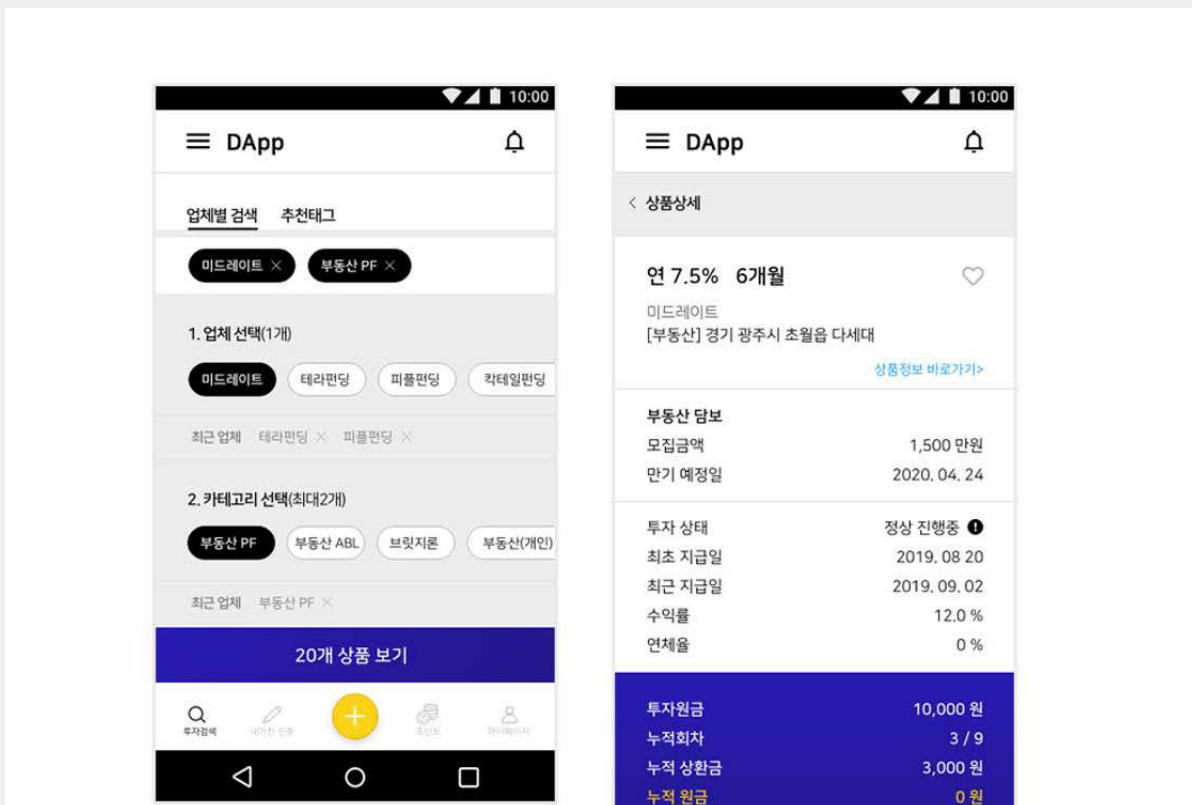 10:00
DApp
업체별 검색 추천태그
미드레이트 × 부동산 PF ×
1. 업체 선택(1개)
미드레이트 테라펀딩 피플펀딩 칵테일펀딩
최근 업체 테라펀딩 × 피플펀딩 ×
2. 카테고리 선택(최대2개)
부동산 PF 부동산 ABL 브릿지론 부동산(개인)
최근 업체 부동산 PF ×
20개 상품 보기
투자검색 포인트 마이페이지
10:00
DApp
< 상품상세
연 7.5% 6개월
미드레이트
[부동산] 경기 광주시 초월읍 다세대
상품정보 바로가기>
부동산 담보
모집금액 1,500 만원
만기 예정일 2020. 04. 24
투자 상태 정상 진행중
최초 지급일 2019. 08 20
최근 지급일 2019. 09. 02
수익률 12.0 %
연체율 0 %
투자원금 10,000 원
누적회차 3 / 9
누적 상환금 3,000 원
누적 원금 0 원